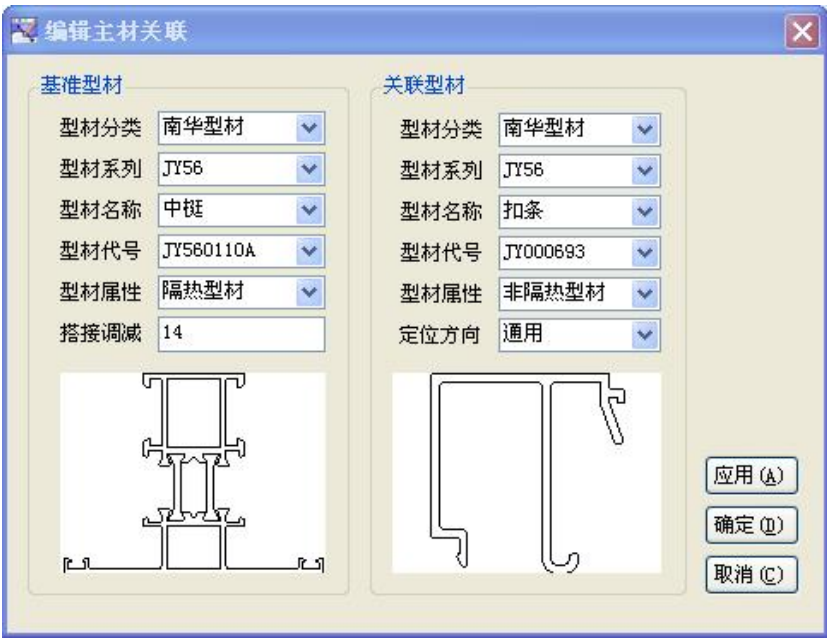 编辑主材关联
基准型材
型材分类 南华型材
型材系列 JY56
型材名称 中挺
型材代号 JY560110A
型材属性 隔热型材
搭接调减 14
关联型材
型材分类 南华型材
型材系列 JY56
型材名称 扣条
型材代号 JY000693
型材属性 非隔热型材
定位方向 通用
应用(A)
确定(D)
取消(C)